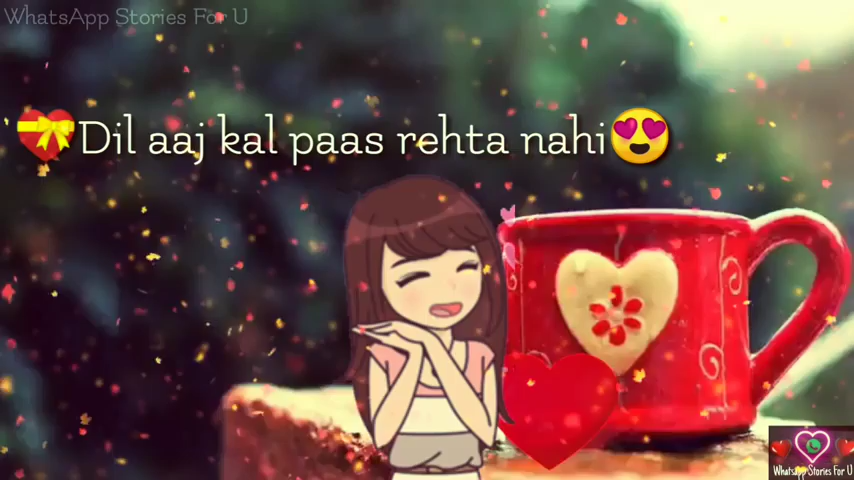 WhatsApp Stories For U
💝Dil aaj kal paas rehta nahi😍
WhatsApp Stories For U